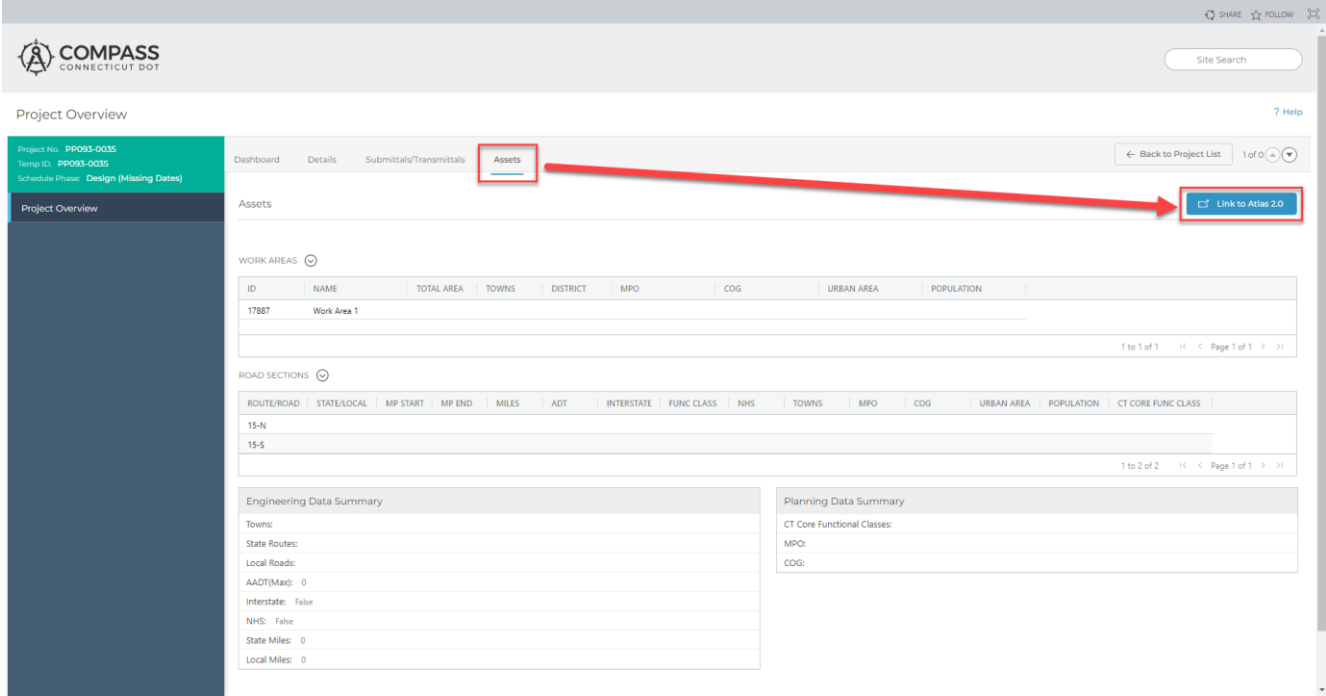 SHARE FOLLOW
COMPASS
CONNECTICUT DOT
Site Search
Project Overview
? Help
Project No. PP093-0035
Temp ID. PP093-0035
Schedule Phase: Design (Missing Dates)
Project Overview
Dashboard Details Submittals/Transmittals Assets
← Back to Project List 1 of 0
Assets
Link to Atlas 2.0
WORK AREAS
ID NAME TOTAL AREA TOWNS DISTRICT MPO COG URBAN AREA POPULATION
17887 Work Area 1
1 to 1 of 1 Page 1 of 1
ROAD SECTIONS
ROUTE/ROAD STATE/LOCAL MP START MP END MILES ADT INTERSTATE FUNC CLASS NHS TOWNS MPO COG URBAN AREA POPULATION CT CORE FUNC CLASS
15-N
15-S
1 to 2 of 2 Page 1 of 1
Engineering Data Summary
Towns:
State Routes:
Local Roads:
AADT(Max): 0
Interstate: False
NHS: False
State Miles: 0
Local Miles: 0
Planning Data Summary
CT Core Functional Classes:
MPO:
COG: